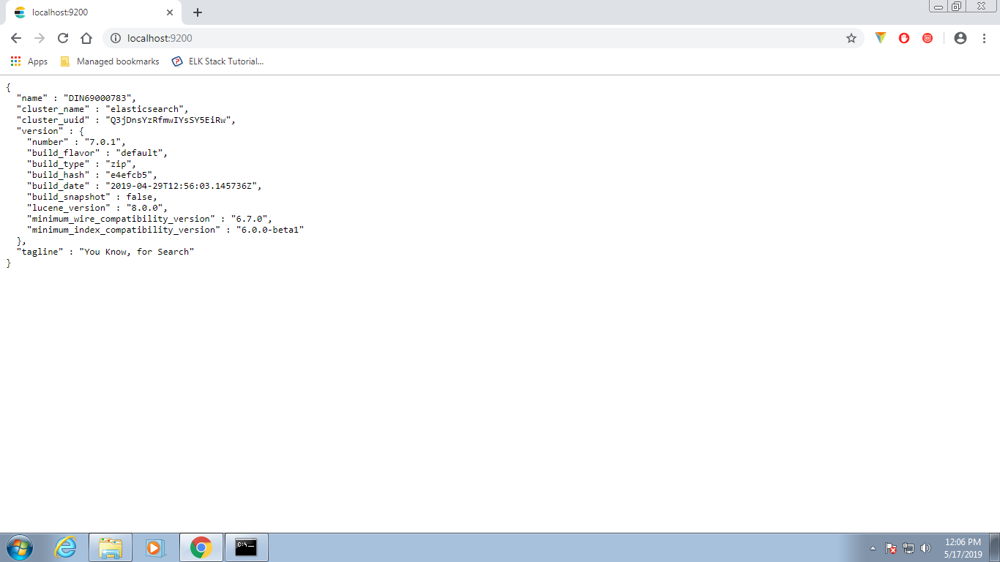 localhost:9200
localhost:9200
Apps Managed bookmarks ELK Stack Tutorial...
{
  "name" : "DIN69000783",
  "cluster_name" : "elasticsearch",
  "cluster_uuid" : "Q3jDnsYzRfmwIYsSY5EiRw",
  "version" : {
    "number" : "7.0.1",
    "build_flavor" : "default",
    "build_type" : "zip",
    "build_hash" : "e4efcb5",
    "build_date" : "2019-04-29T12:56:03.145736Z",
    "build_snapshot" : false,
    "lucene_version" : "8.0.0",
    "minimum_wire_compatibility_version" : "6.7.0",
    "minimum_index_compatibility_version" : "6.0.0-beta1"
  },
  "tagline" : "You Know, for Search"
}
C:\_
12:06 PM
5/17/2019